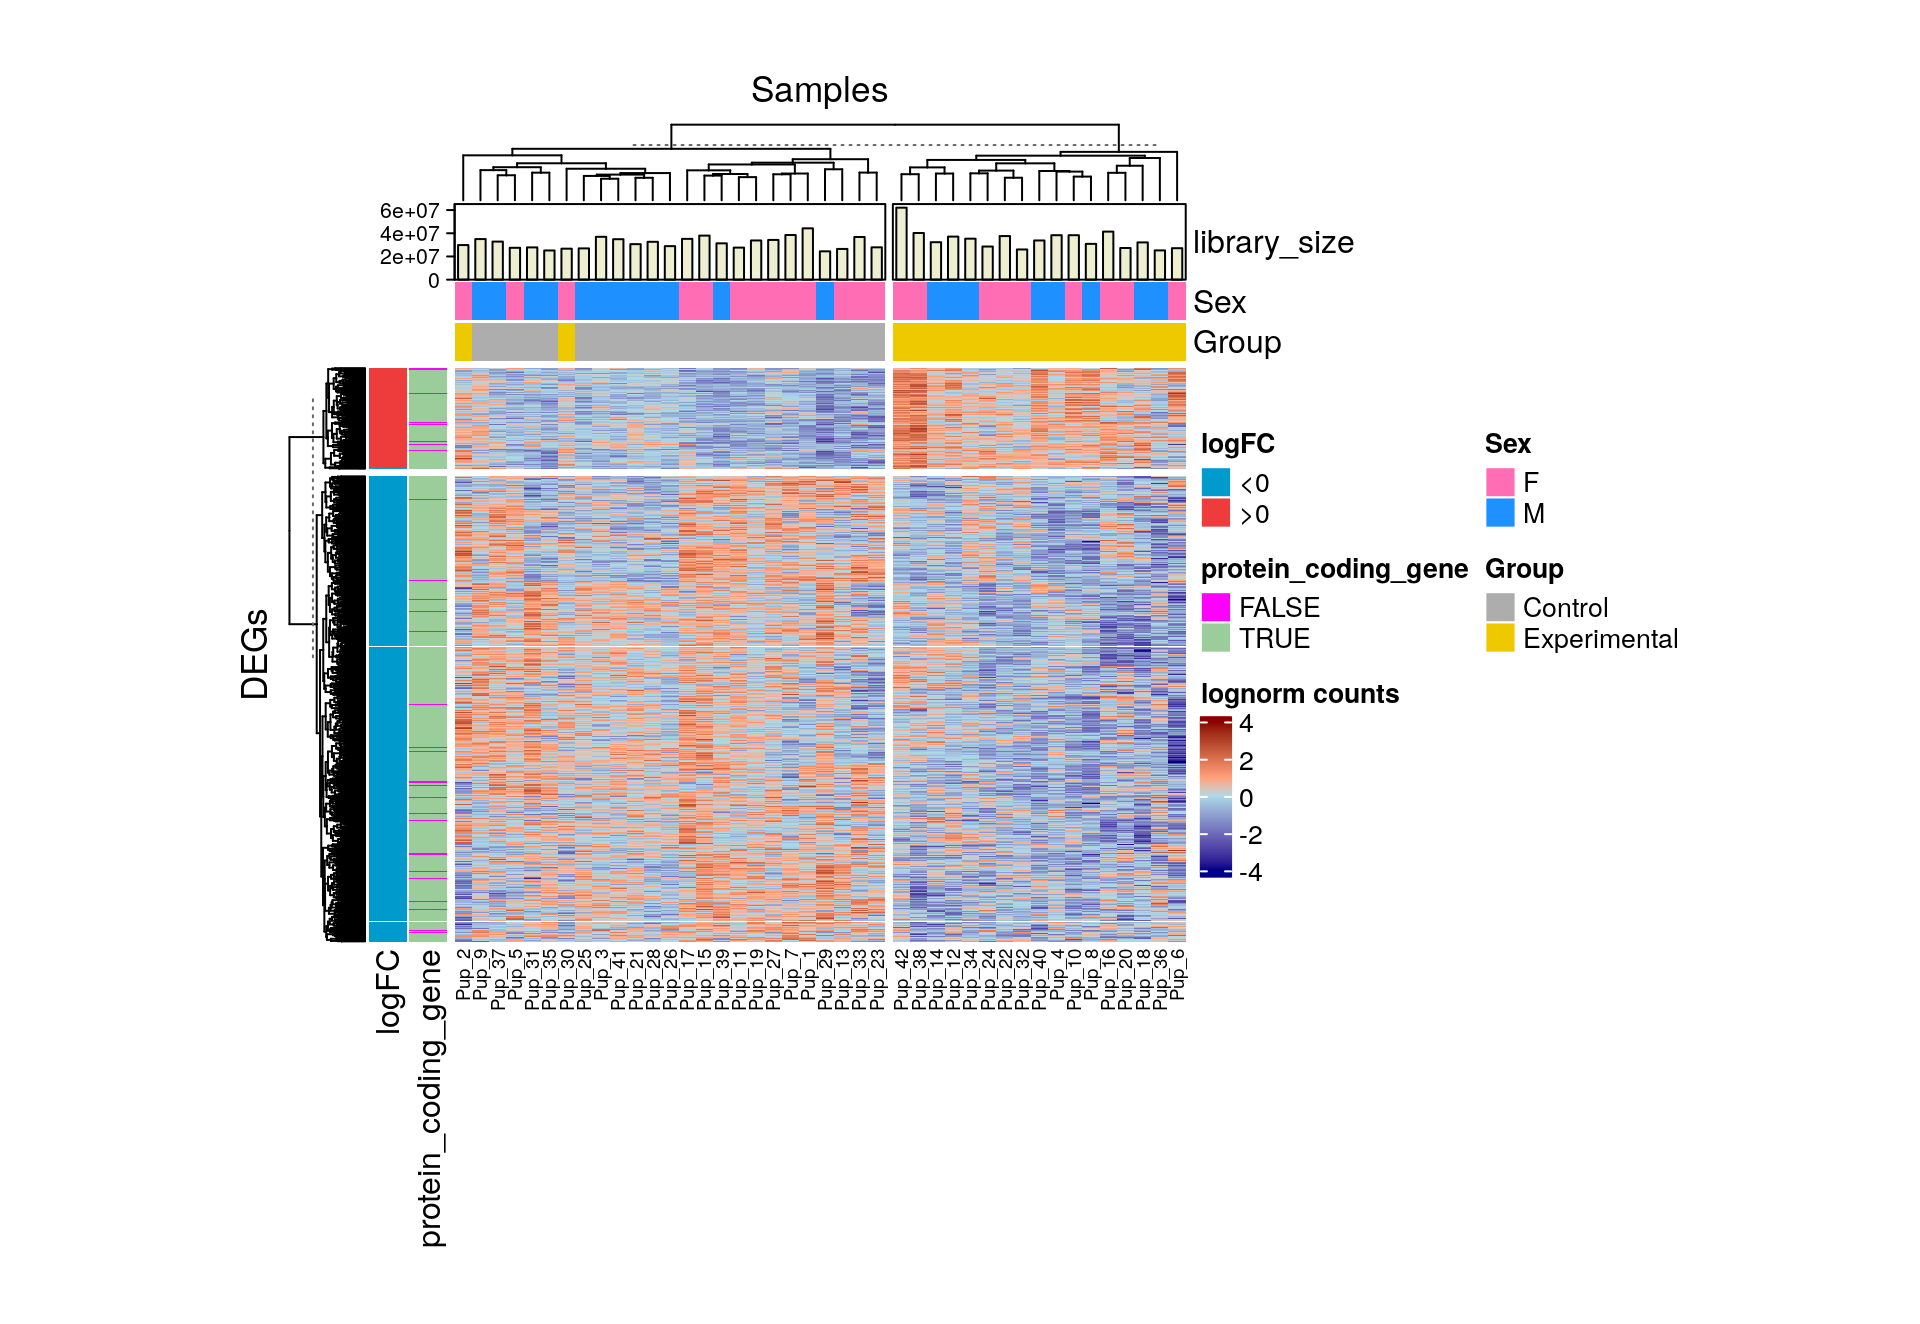 Samples
6e+07
4e+07
2e+07
0
library_size
Sex
Group
DEGs
logFC
protein_coding_gene
Pup_2
Pup_9
Pup_37
Pup_5
Pup_31
Pup_35
Pup_30
Pup_25
Pup_3
Pup_41
Pup_21
Pup_28
Pup_26
Pup_17
Pup_15
Pup_39
Pup_11
Pup_19
Pup_27
Pup_7
Pup_1
Pup_29
Pup_13
Pup_33
Pup_23
Pup_42
Pup_38
Pup_14
Pup_12
Pup_34
Pup_24
Pup_22
Pup_32
Pup_40
Pup_4
Pup_10
Pup_8
Pup_16
Pup_20
Pup_18
Pup_36
Pup_6
logFC
<0
>0
protein_coding_gene
FALSE
TRUE
lognorm counts
4
2
0
-2
-4
Sex
F
M
Group
Control
Experimental